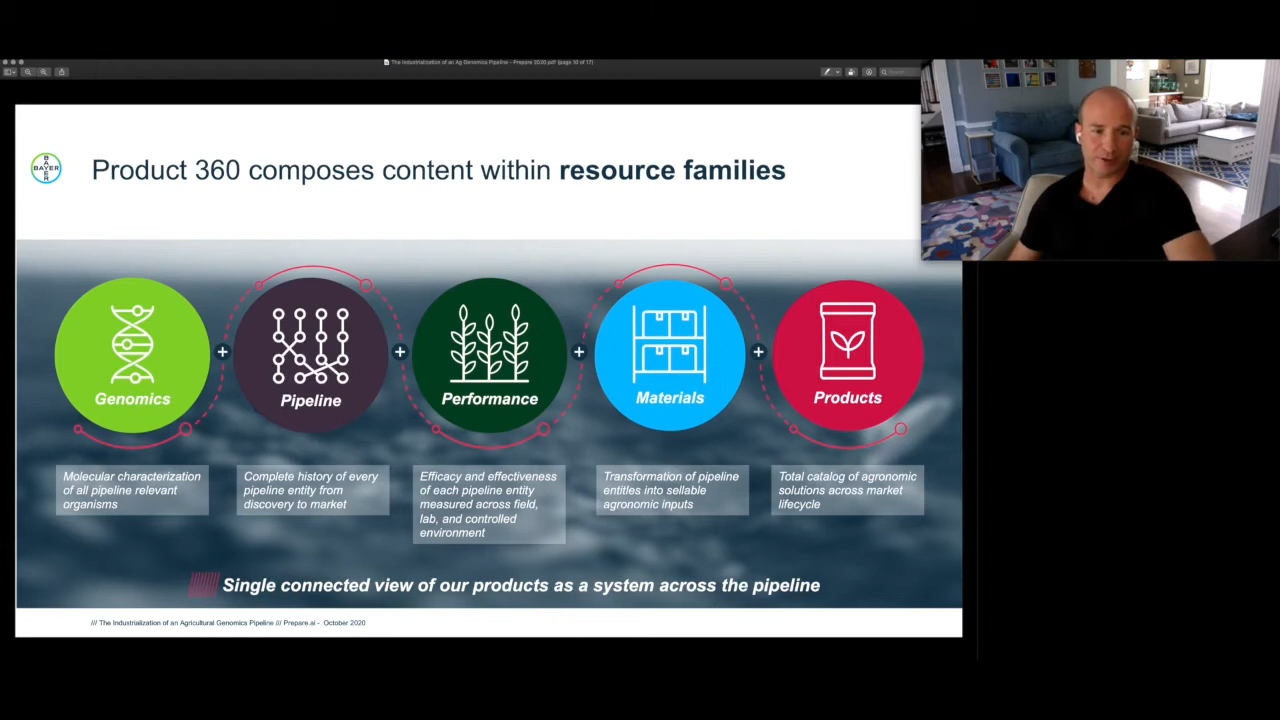 The Industrialization of an Ag Genomics Pipeline - Prepare 2020.pdf (page 10 of 17)
Search
BAYER
BAYER
Product 360 composes content within resource families
Genomics
Pipeline
Performance
Materials
Products
Molecular characterization
of all pipeline relevant
organisms
Complete history of every
pipeline entity from
discovery to market
Efficacy and effectiveness
of each pipeline entity
measured across field,
lab, and controlled
environment
Transformation of pipeline
entitles into sellable
agronomic inputs
Total catalog of agronomic
solutions across market
lifecycle
Single connected view of our products as a system across the pipeline
/// The Industrialization of an Agricultural Genomics Pipeline /// Prepare.ai - October 2020